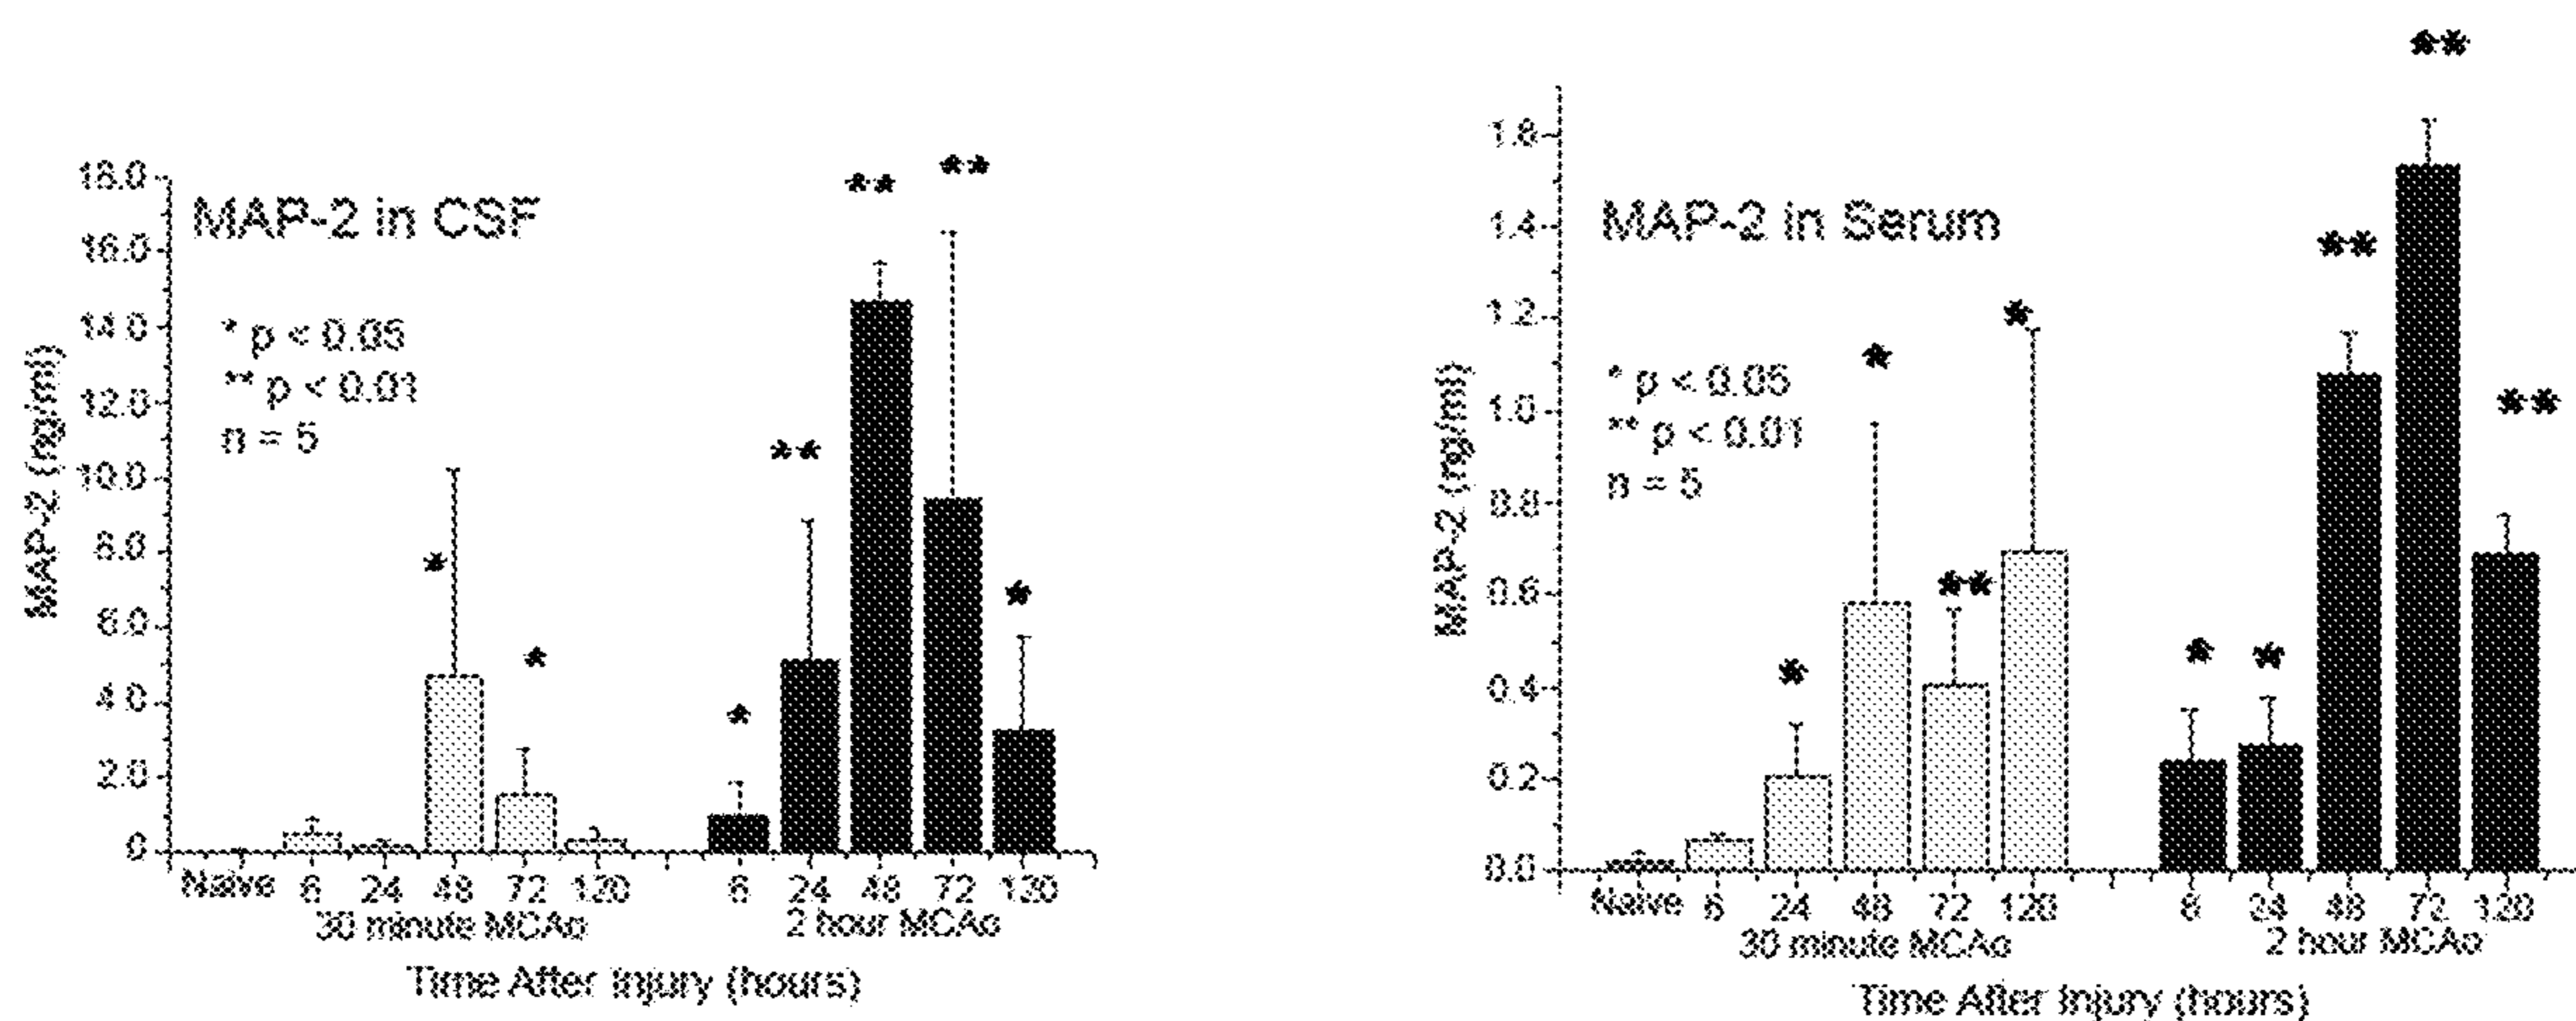 MAP-2 in CSF
* p < 0.05
** p < 0.01
n = 5
MAP-2 (ng/ml)
18.0
16.0
14.0
12.0
10.0
8.0
6.0
4.0
2.0
0
Naive 6 24 48 72 120 6 24 48 72 120
30 minute MCAo 2 hour MCAo
Time After Injury (hours)
* * * ** ** ** *
MAP-2 in Serum
* p < 0.05
** p < 0.01
n = 5
MAP-2 (ng/ml)
1.8
1.4
1.2
1.0
0.8
0.6
0.4
0.2
0.0
Naive 6 24 48 72 120 6 24 48 72 120
30 minute MCAo 2 hour MCAo
Time After Injury (hours)
* * ** * * * ** ** **